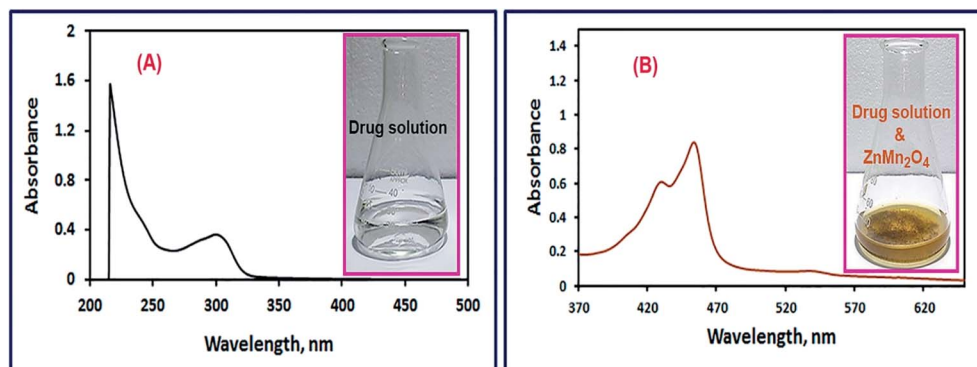 (A)
Drug solution
Absorbance
2
1.6
1.2
0.8
0.4
0
200 250 300 350 400 450 500
Wavelength, nm
(B)
Drug solution
&
ZnMn₂O₄
Absorbance
1.4
1.2
1
0.8
0.6
0.4
0.2
0
370 420 470 520 570 620
Wavelength, nm